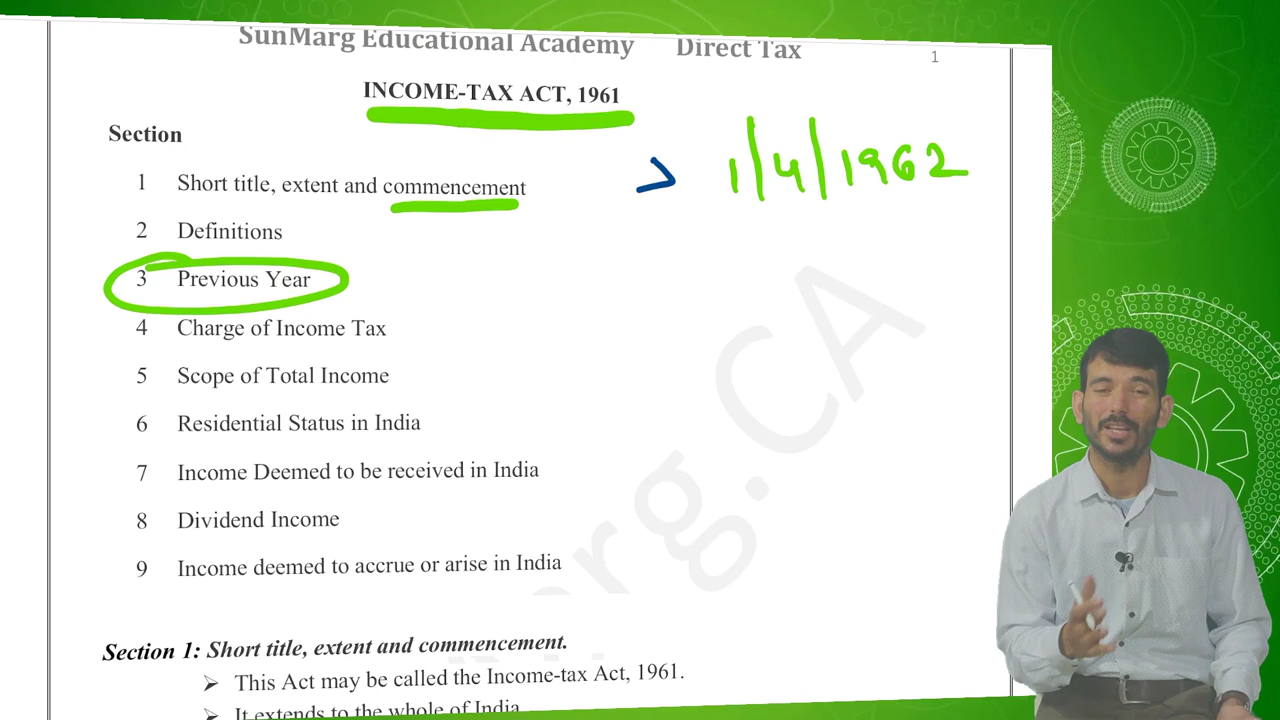 SunMarg Educational Academy Direct Tax
1
INCOME-TAX ACT, 1961
Section
1 Short title, extent and commencement
1/4/1962
2 Definitions
3 Previous Year
4 Charge of Income Tax
5 Scope of Total Income
6 Residential Status in India
7 Income Deemed to be received in India
8 Dividend Income
9 Income deemed to accrue or arise in India
rg.CA
Section 1: Short title, extent and commencement.
➢ This Act may be called the Income-tax Act, 1961.
➢ It extends to the whole of India